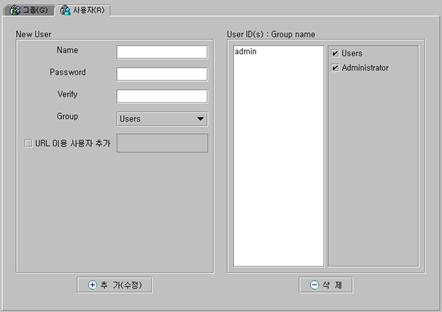 그룹(G) 사용자(R)
New User
Name
Password
Verify
Group Users
URL 이용 사용자 추가
추 가(수정)
User ID(s) : Group name
admin
Users
Administrator
삭 제